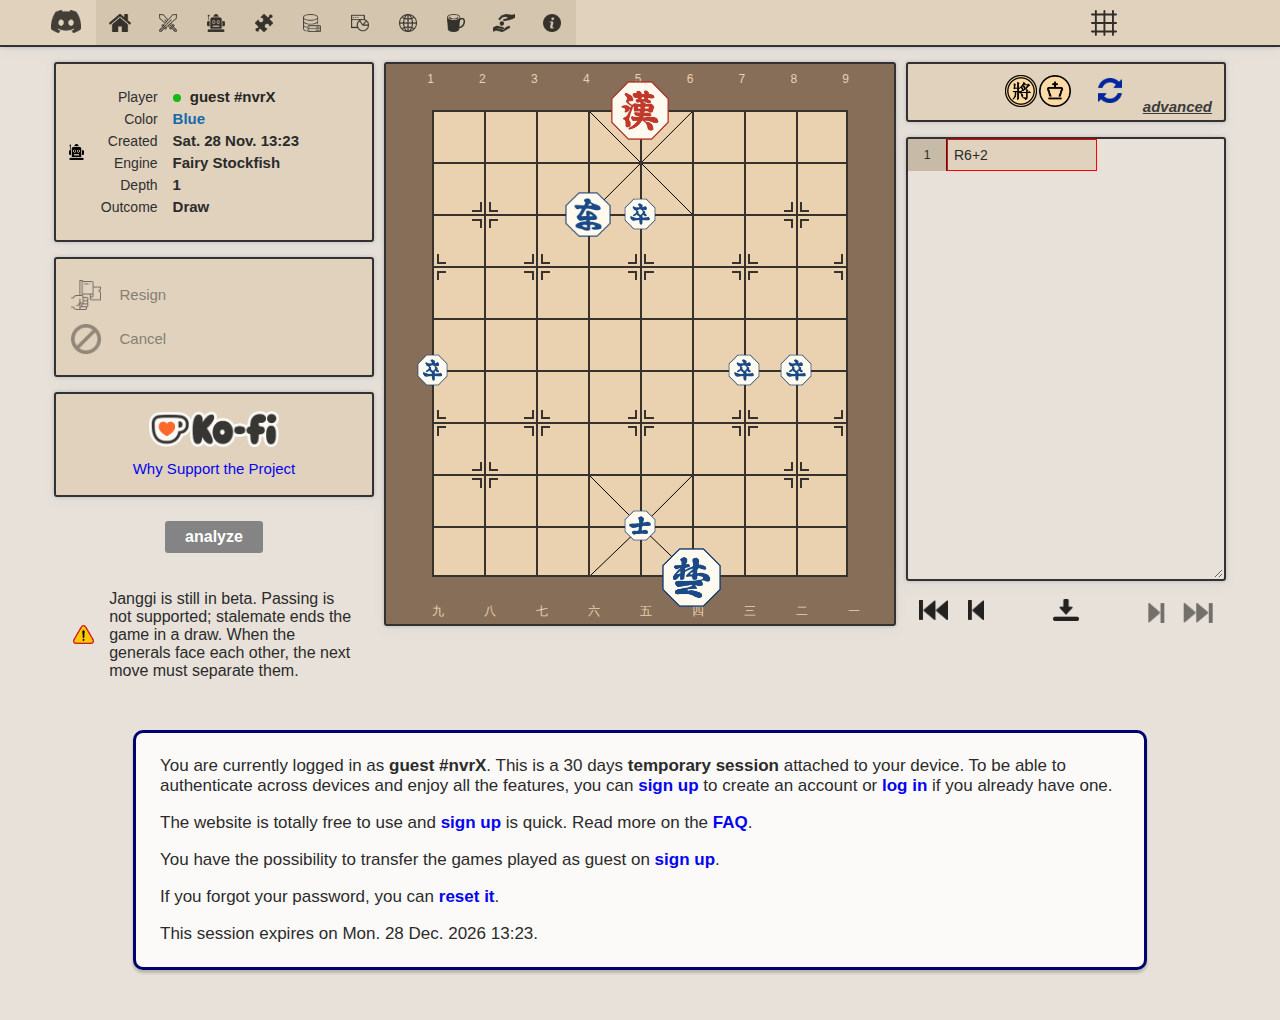 Player guest #nvrX
Color Blue
Created Sat. 28 Nov. 13:23
Engine Fairy Stockfish
Depth 1
Outcome Draw
Resign
Cancel
Ko-fi
Why Support the Project
analyze
Janggi is still in beta. Passing is
not supported; stalemate ends the
game in a draw. When the
generals face each other, the next
move must separate them.
1 2 3 4 5 6 7 8 9
漢
卒
卒 卒 卒
士
楚
九 八 七 六 五 四 三 二 一
將
advanced
1 R6+2
You are currently logged in as guest #nvrX. This is a 30 days temporary session attached to your device. To be able to
authenticate across devices and enjoy all the features, you can sign up to create an account or log in if you already have one.
The website is totally free to use and sign up is quick. Read more on the FAQ.
You have the possibility to transfer the games played as guest on sign up.
If you forgot your password, you can reset it.
This session expires on Mon. 28 Dec. 2026 13:23.